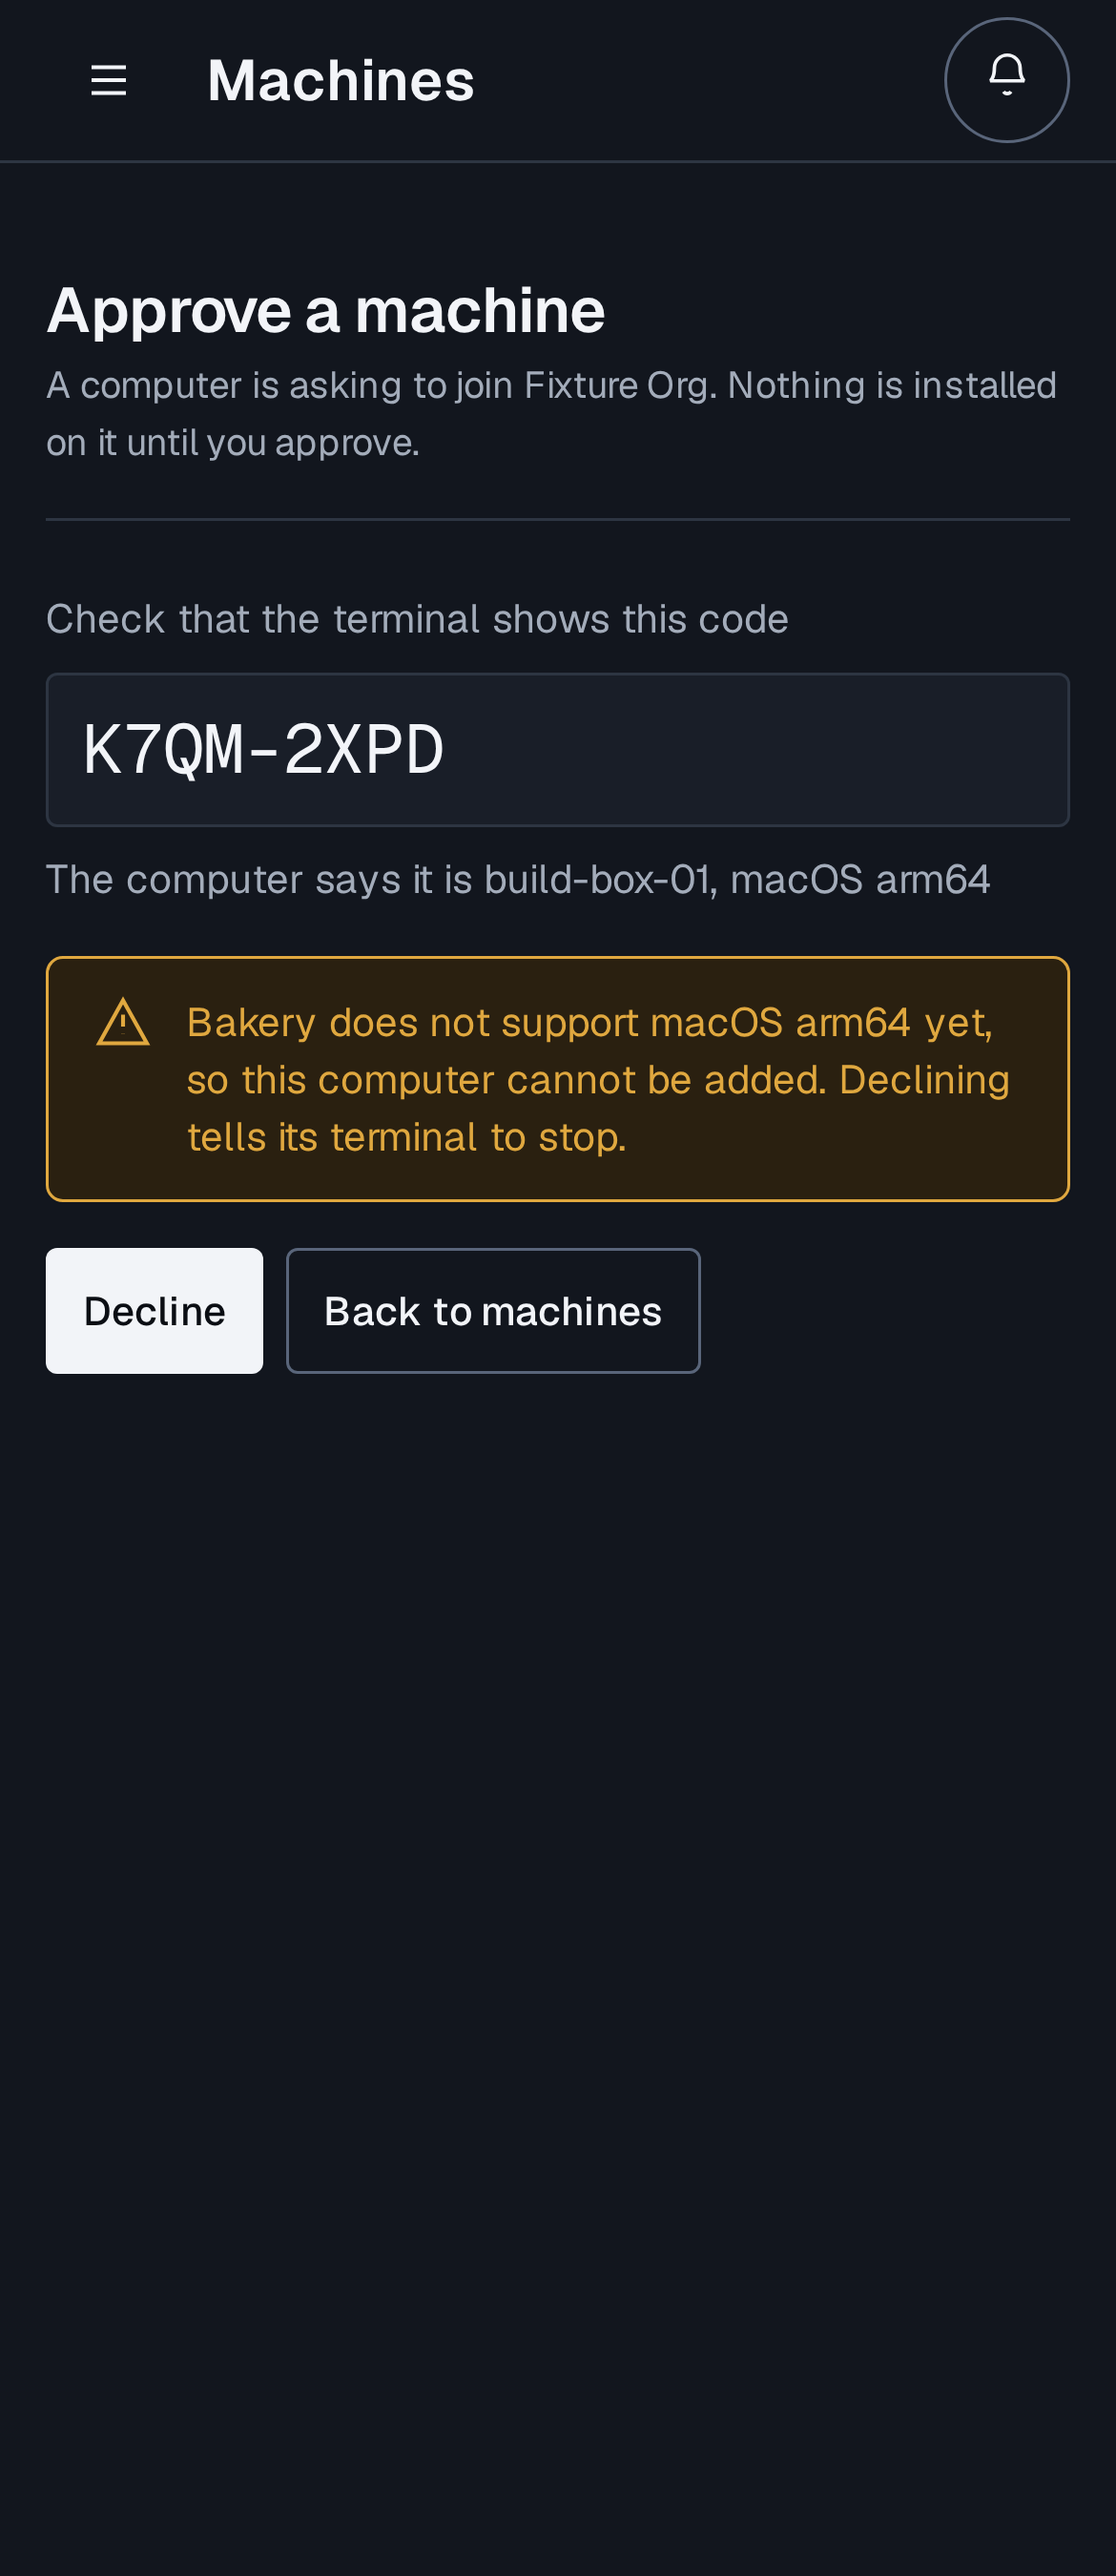 Machines
Approve a machine
A computer is asking to join Fixture Org. Nothing is installed
on it until you approve.
Check that the terminal shows this code
K7QM-2XPD
The computer says it is build-box-01, macOS arm64
Bakery does not support macOS arm64 yet,
so this computer cannot be added. Declining
tells its terminal to stop.
Decline
Back to machines